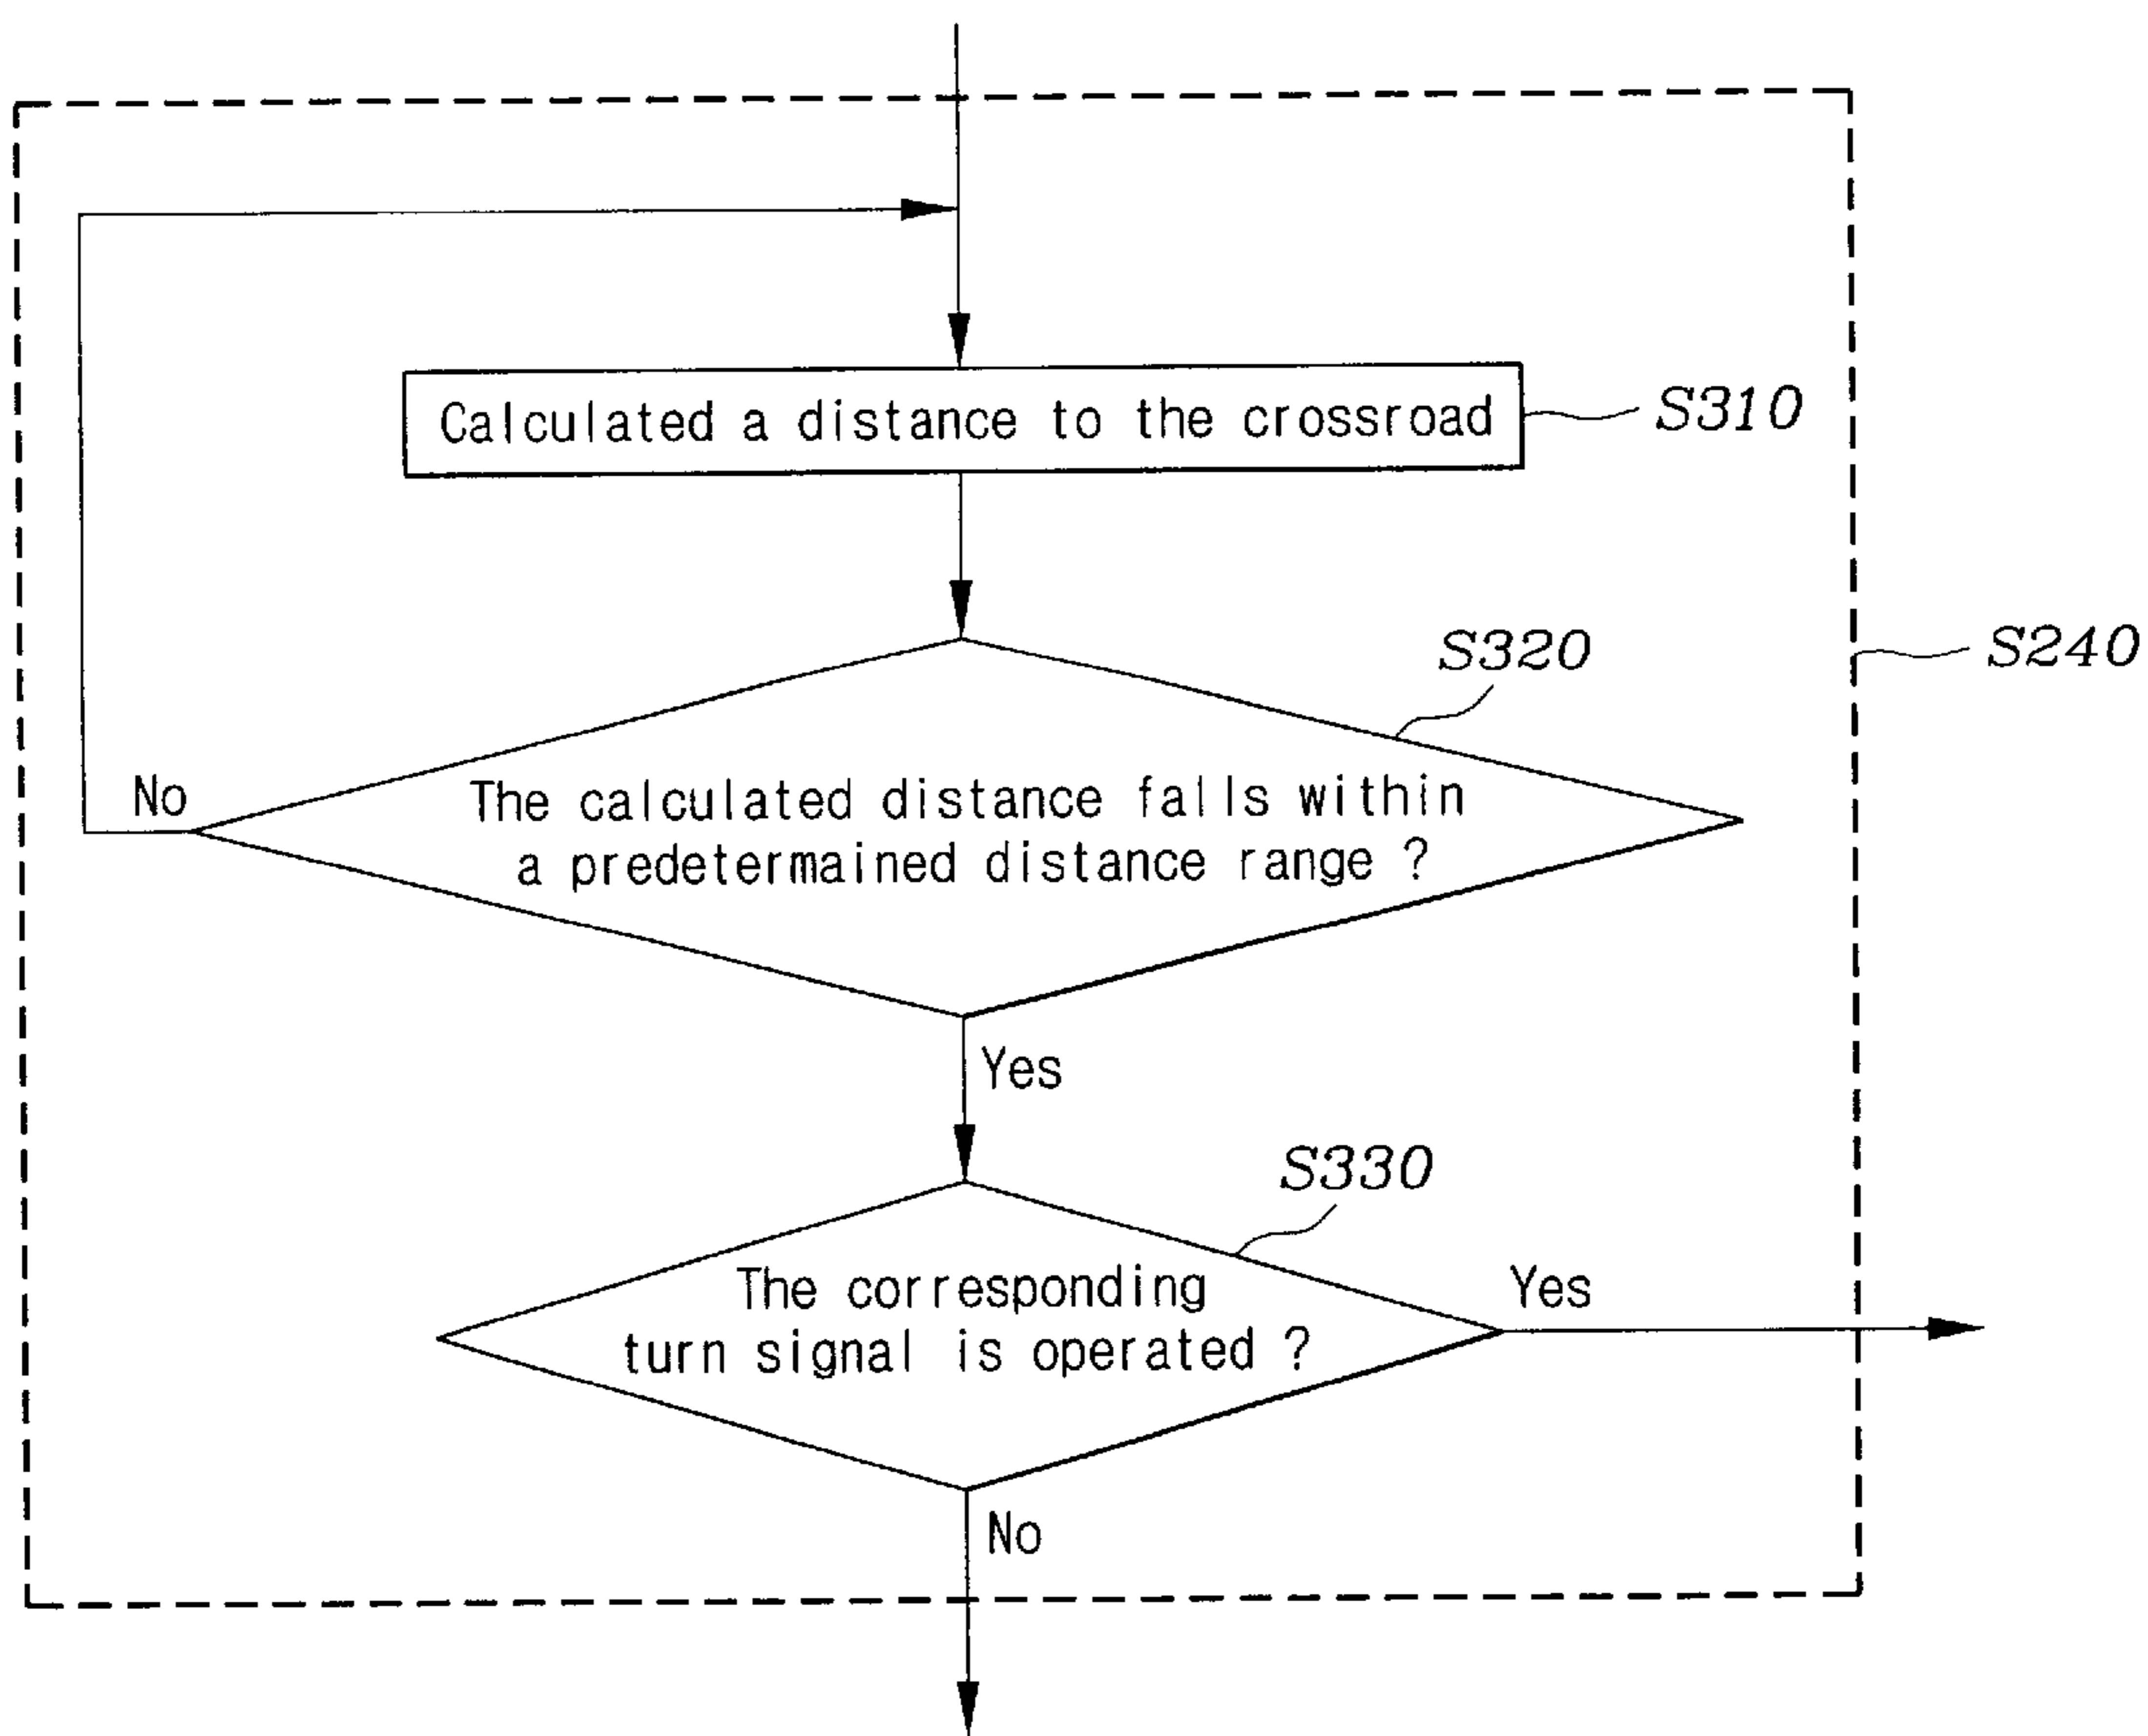 Calculated a distance to the crossroad
S310
S320
S240
No
The calculated distance falls within
a predetermained distance range ?
Yes
S330
The corresponding
turn signal is operated ?
Yes
No